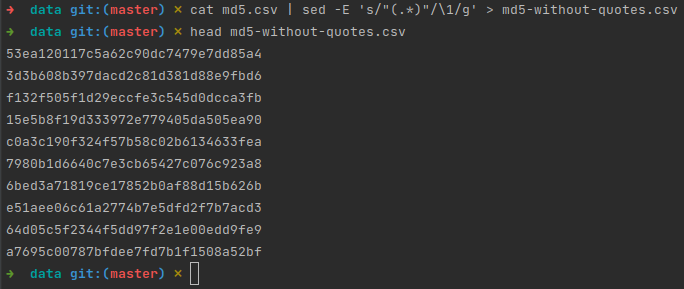 → data git:(master) × cat md5.csv | sed -E 's/"(.*)"/\1/g' > md5-without-quotes.csv
→ data git:(master) × head md5-without-quotes.csv
53ea120117c5a62c90dc7479e7dd85a4
3d3b608b397dacd2c81d381d88e9fbd6
f132f505f1d29eccfe3c545d0dcca3fb
15e5b8f19d333972e779405da505ea90
c0a3c190f324f57b58c02b6134633fea
7980b1d6640c7e3cb65427c076c923a8
6bed3a71819ce17852b0af88d15b626b
e51aee06c61a2774b7e5dfd2f7b7acd3
64d05c5f2344f5dd97f2e1e00edd9fe9
a7695c00787bfdee7fd7b1f1508a52bf
→ data git:(master) ×